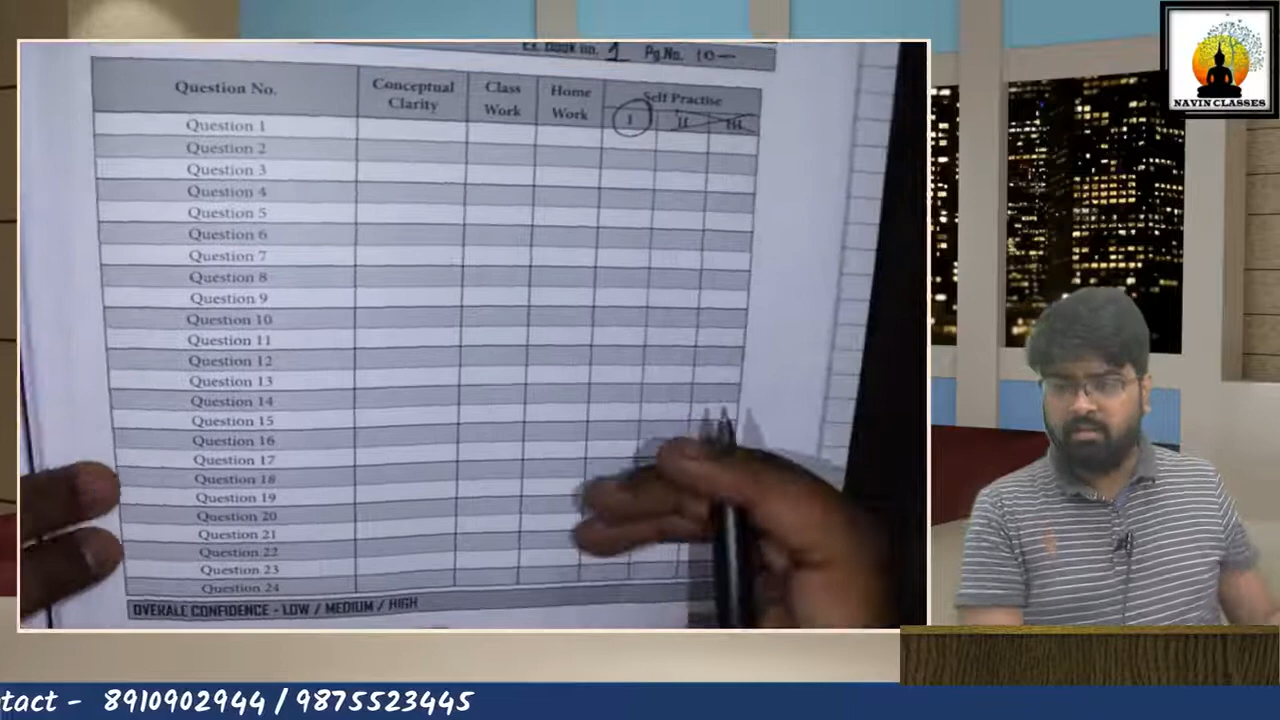 Ex. Book no. 1 Pg.No. 10
NAVIN CLASSES
Question No. Conceptual Clarity Class Work Home Work Self Practise
I II III
Question 1
Question 2
Question 3
Question 4
Question 5
Question 6
Question 7
Question 8
Question 9
Question 10
Question 11
Question 12
Question 13
Question 14
Question 15
Question 16
Question 17
Question 18
Question 19
Question 20
Question 21
Question 22
Question 23
Question 24
OVERALE CONFIDENCE - LOW / MEDIUM / HIGH
tact - 8910902944 / 9875523445